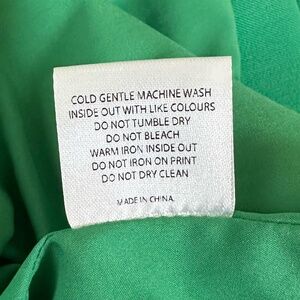 COLD GENTLE MACHINE WASH
INSIDE OUT WITH LIKE COLOURS
DO NOT TUMBLE DRY
DO NOT BLEACH
WARM IRON INSIDE OUT
DO NOT IRON ON PRINT
DO NOT DRY CLEAN
MADE IN CHINA